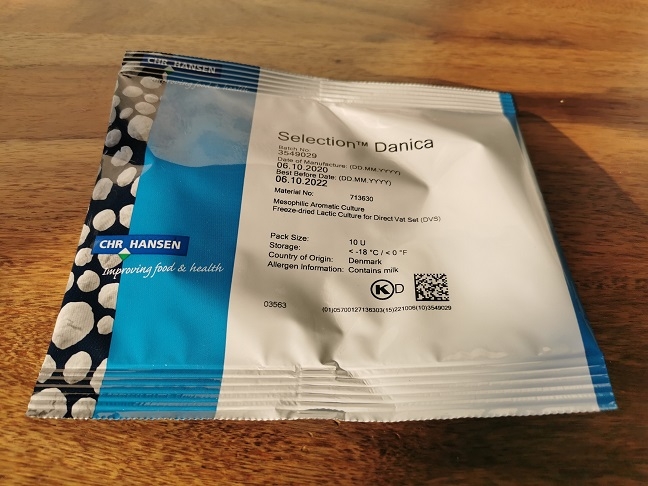 CHR HANSEN
Selection™ Danica
Batch No:
3549029
Date of Manufacture: (DD.MM.YYYY)
06.10.2020
Best Before Date: (DD.MM.YYYY)
06.10.2022
Material No: 713630
Mesophilic Aromatic Culture
Freeze-dried Lactic Culture for Direct Vat Set (DVS)
CHR HANSEN
Improving food & health
Pack Size: 10 U
Storage: < -18 °C / < 0 °F
Country of Origin: Denmark
Allergen Information: Contains milk
K D
03563
(01)05700127136303(15)221006(10)3549029